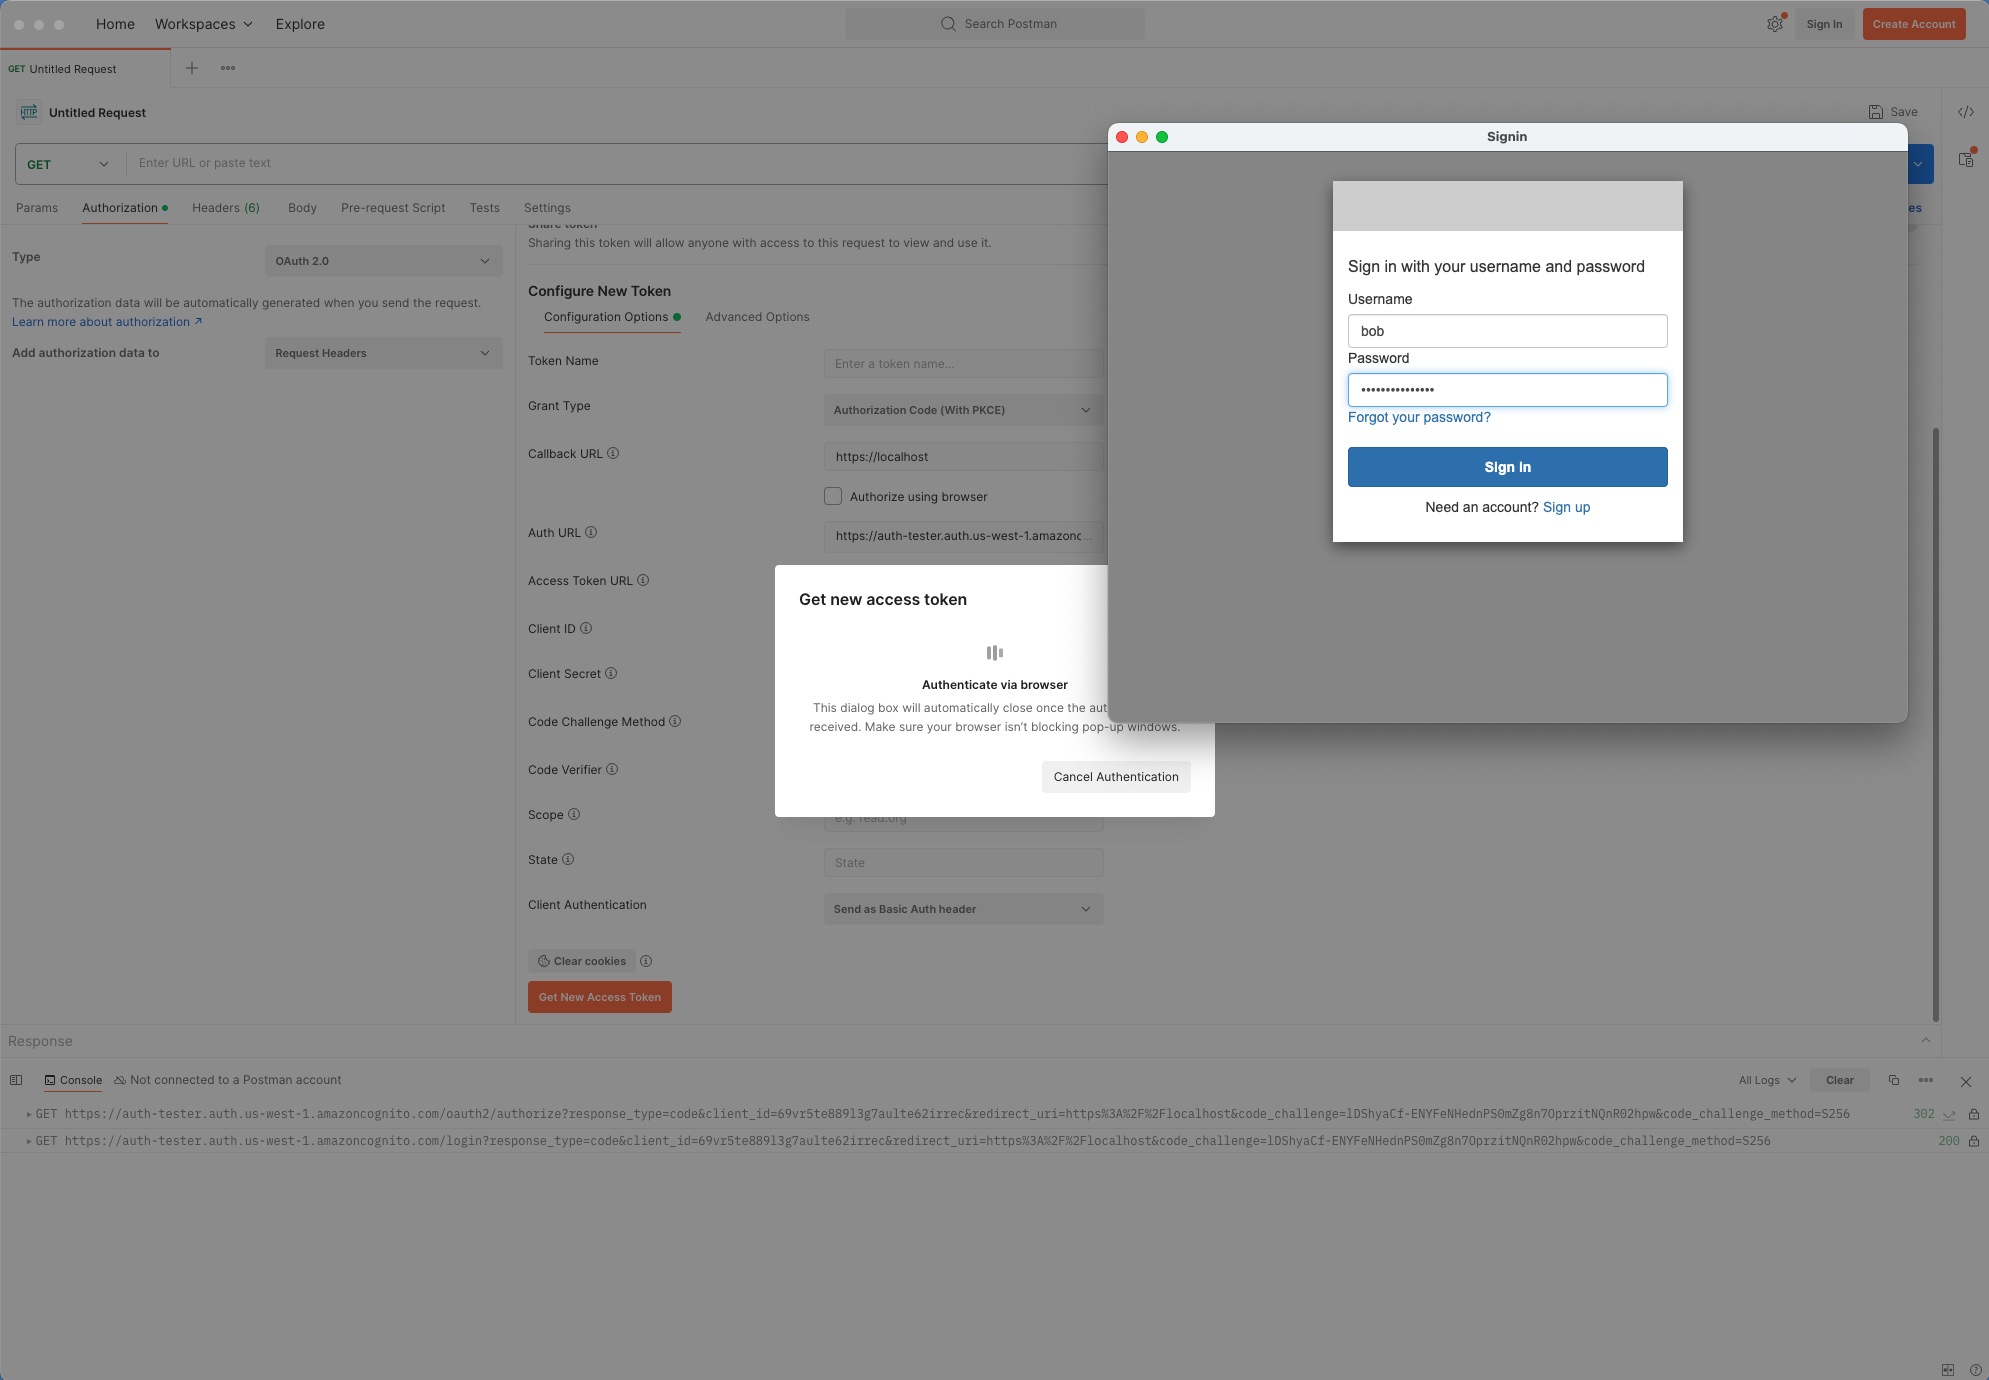 Home Workspaces Explore Search Postman Sign In Create Account
GET Untitled Request
HTTP Untitled Request Save
GET Enter URL or paste text
Params Authorization Headers (6) Body Pre-request Script Tests Settings
Type OAuth 2.0
The authorization data will be automatically generated when you send the request.
Learn more about authorization ↗
Add authorization data to Request Headers
Share token
Sharing this token will allow anyone with access to this request to view and use it.
Configure New Token
Configuration Options Advanced Options
Token Name Enter a token name...
Grant Type Authorization Code (With PKCE)
Callback URL https://localhost
Authorize using browser
Auth URL https://auth-tester.auth.us-west-1.amazonc...
Access Token URL
Client ID
Client Secret
Code Challenge Method
Code Verifier
Scope e.g. read:org
State State
Client Authentication Send as Basic Auth header
Clear cookies
Get New Access Token
Get new access token
Authenticate via browser
This dialog box will automatically close once the
received. Make sure your browser isn't blocking pop-up windows.
Cancel Authentication
Signin
Sign in with your username and password
Username
bob
Password
•••••••••••••••
Forgot your password?
Sign in
Need an account? Sign up
Response
Console Not connected to a Postman account All Logs Clear
GET https://auth-tester.auth.us-west-1.amazoncognito.com/oauth2/authorize?response_type=code&client_id=69vr5te889l3g7aulte62irrec&redirect_uri=https%3A%2F%2Flocalhost&code_challenge=lDShyaCf-ENYFeNHednPS0mZg8n7OprzitNQnR02hpw&code_challenge_method=S256 302
GET https://auth-tester.auth.us-west-1.amazoncognito.com/login?response_type=code&client_id=69vr5te889l3g7aulte62irrec&redirect_uri=https%3A%2F%2Flocalhost&code_challenge=lDShyaCf-ENYFeNHednPS0mZg8n7OprzitNQnR02hpw&code_challenge_method=S256 200